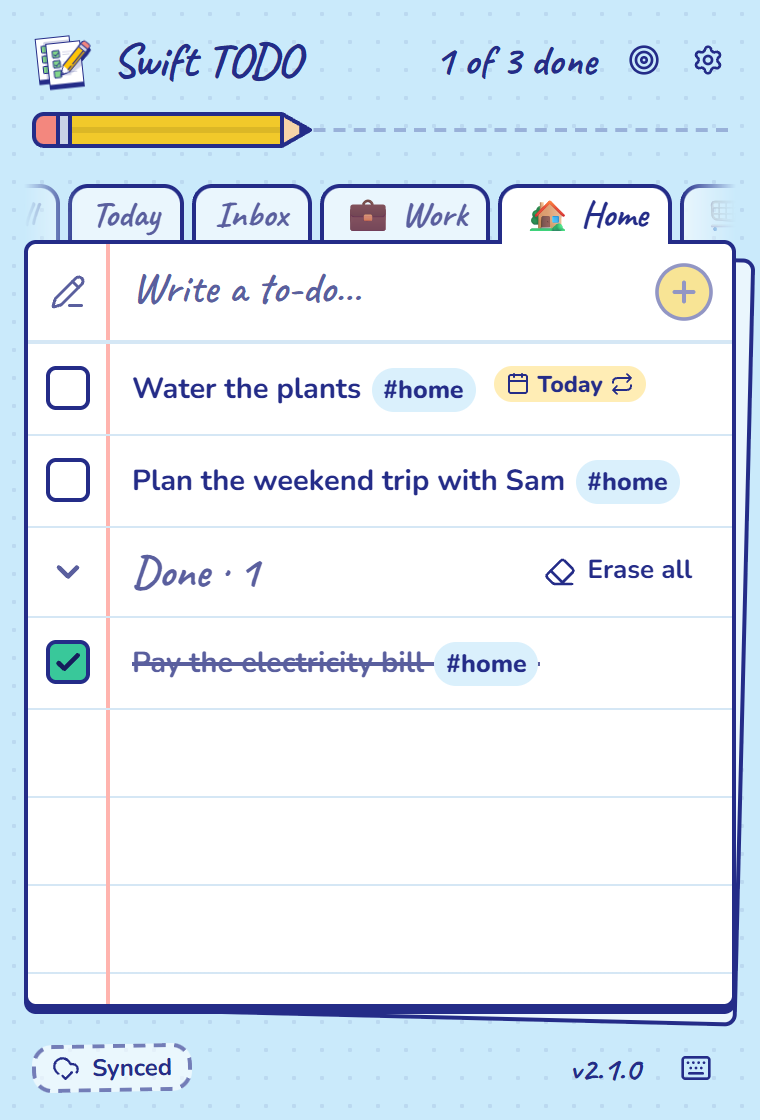 Swift TODO
1 of 3 done
Today
Inbox
Work
Home
Write a to-do...
Water the plants #home Today
Plan the weekend trip with Sam #home
Done · 1
Erase all
Pay the electricity bill #home
Synced
v2.1.0